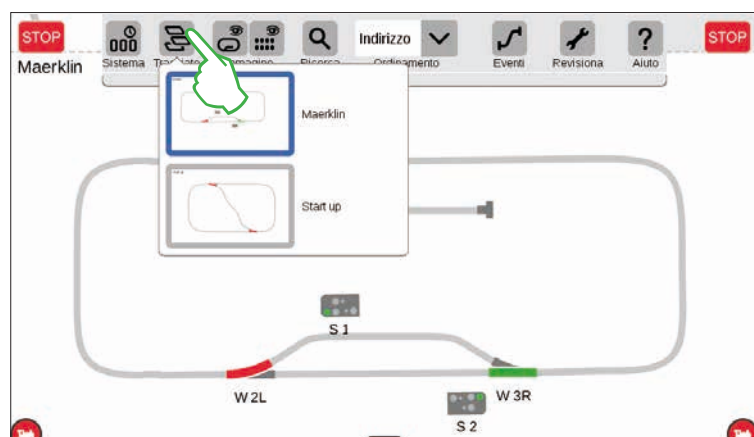 STOP
Indirizzo
STOP
Maerklin
Sistema
Ordinamento
Eventi
Revisiona
?
Aiuto
Maerklin
Start up
S 1
W 2L
W 3R
S 2